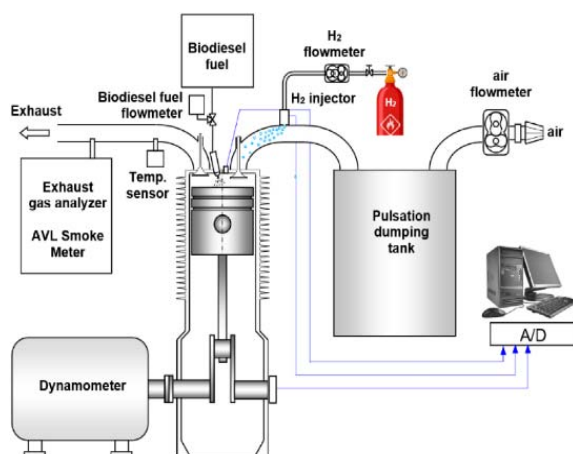 Biodiesel
fuel
H₂
flowmeter
air
flowmeter
Biodiesel fuel
flowmeter
H₂ injector
H₂
Exhaust
air
Temp.
sensor
Exhaust
gas analyzer
AVL Smoke
Meter
Pulsation
dumping
tank
A/D
Dynamometer